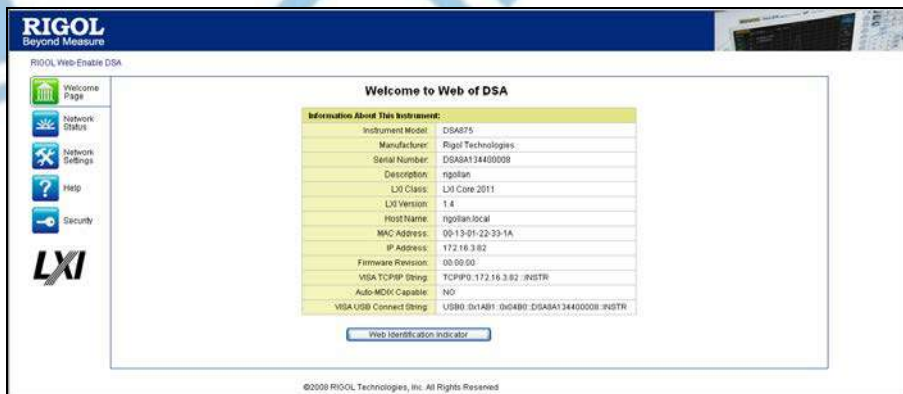 RIGOL
Beyond Measure
RIGOL Web-Enable DSA
Welcome Page
Network Status
Network Settings
Help
Security
LXI
Welcome to Web of DSA
Information About This Instrument:
Instrument Model: DSA875
Manufacturer: Rigol Technologies
Serial Number: DSA8A134400008
Description: rigollan
LXI Class: LXI Core 2011
LXI Version: 1.4
Host Name: rigollan.local
MAC Address: 00-13-01-22-33-1A
IP Address: 172.16.3.82
Firmware Revision: 00.00.00
VISA TCP/IP String: TCPIP0::172.16.3.82::INSTR
Auto-MDIX Capable: NO
VISA USB Connect String: USB0::0x1AB1::0x04B0::DSA8A134400008::INSTR
Web Identification Indicator
©2008 RIGOL Technologies, Inc. All Rights Reserved